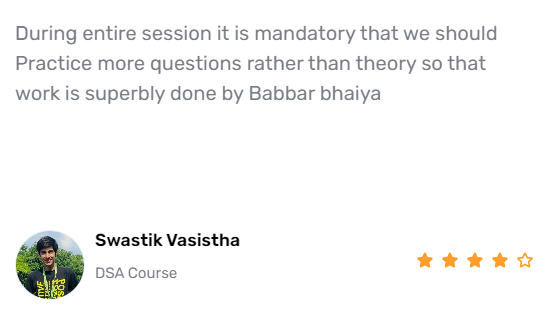 During entire session it is mandatory that we should
Practice more questions rather than theory so that
work is superbly done by Babbar bhaiya
Swastik Vasistha
DSA Course